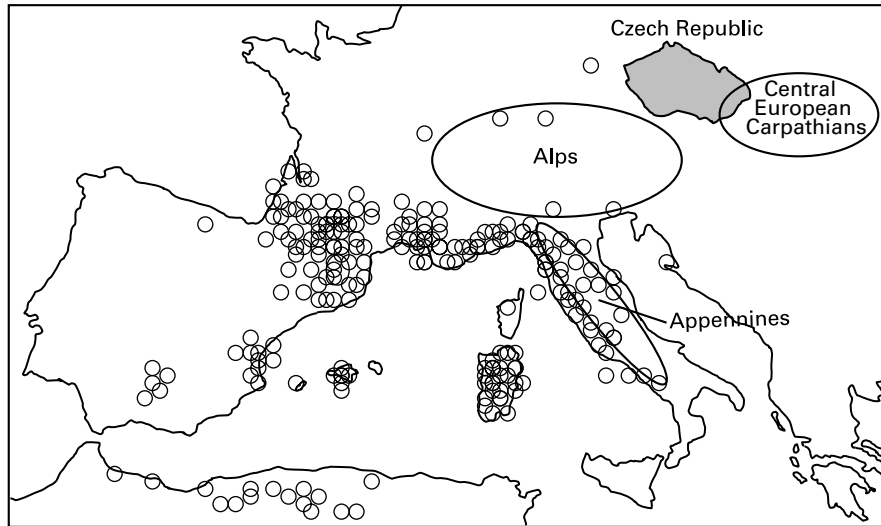 Czech Republic
Central
European
Carpathians
Alps
Appennines